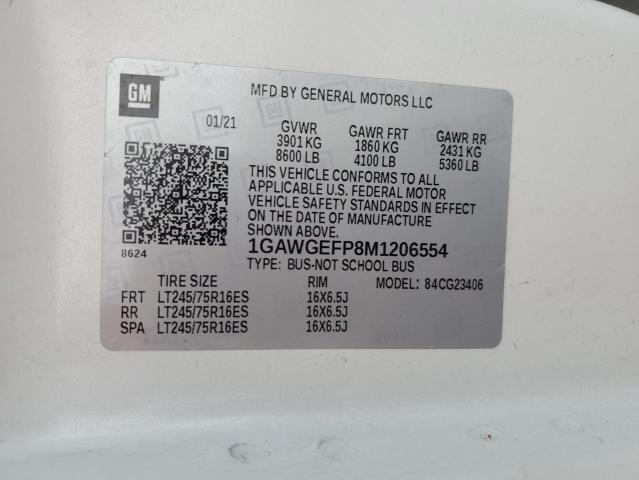 GM
MFD BY GENERAL MOTORS LLC
01/21 GVWR GAWR FRT GAWR RR
3901 KG 1860 KG 2431 KG
8600 LB 4100 LB 5360 LB
THIS VEHICLE CONFORMS TO ALL
APPLICABLE U.S. FEDERAL MOTOR
VEHICLE SAFETY STANDARDS IN EFFECT
ON THE DATE OF MANUFACTURE
SHOWN ABOVE.
8624 1GAWGEFP8M1206554
TYPE: BUS-NOT SCHOOL BUS
TIRE SIZE RIM MODEL: 84CG23406
FRT LT245/75R16ES 16X6.5J
RR LT245/75R16ES 16X6.5J
SPA LT245/75R16ES 16X6.5J